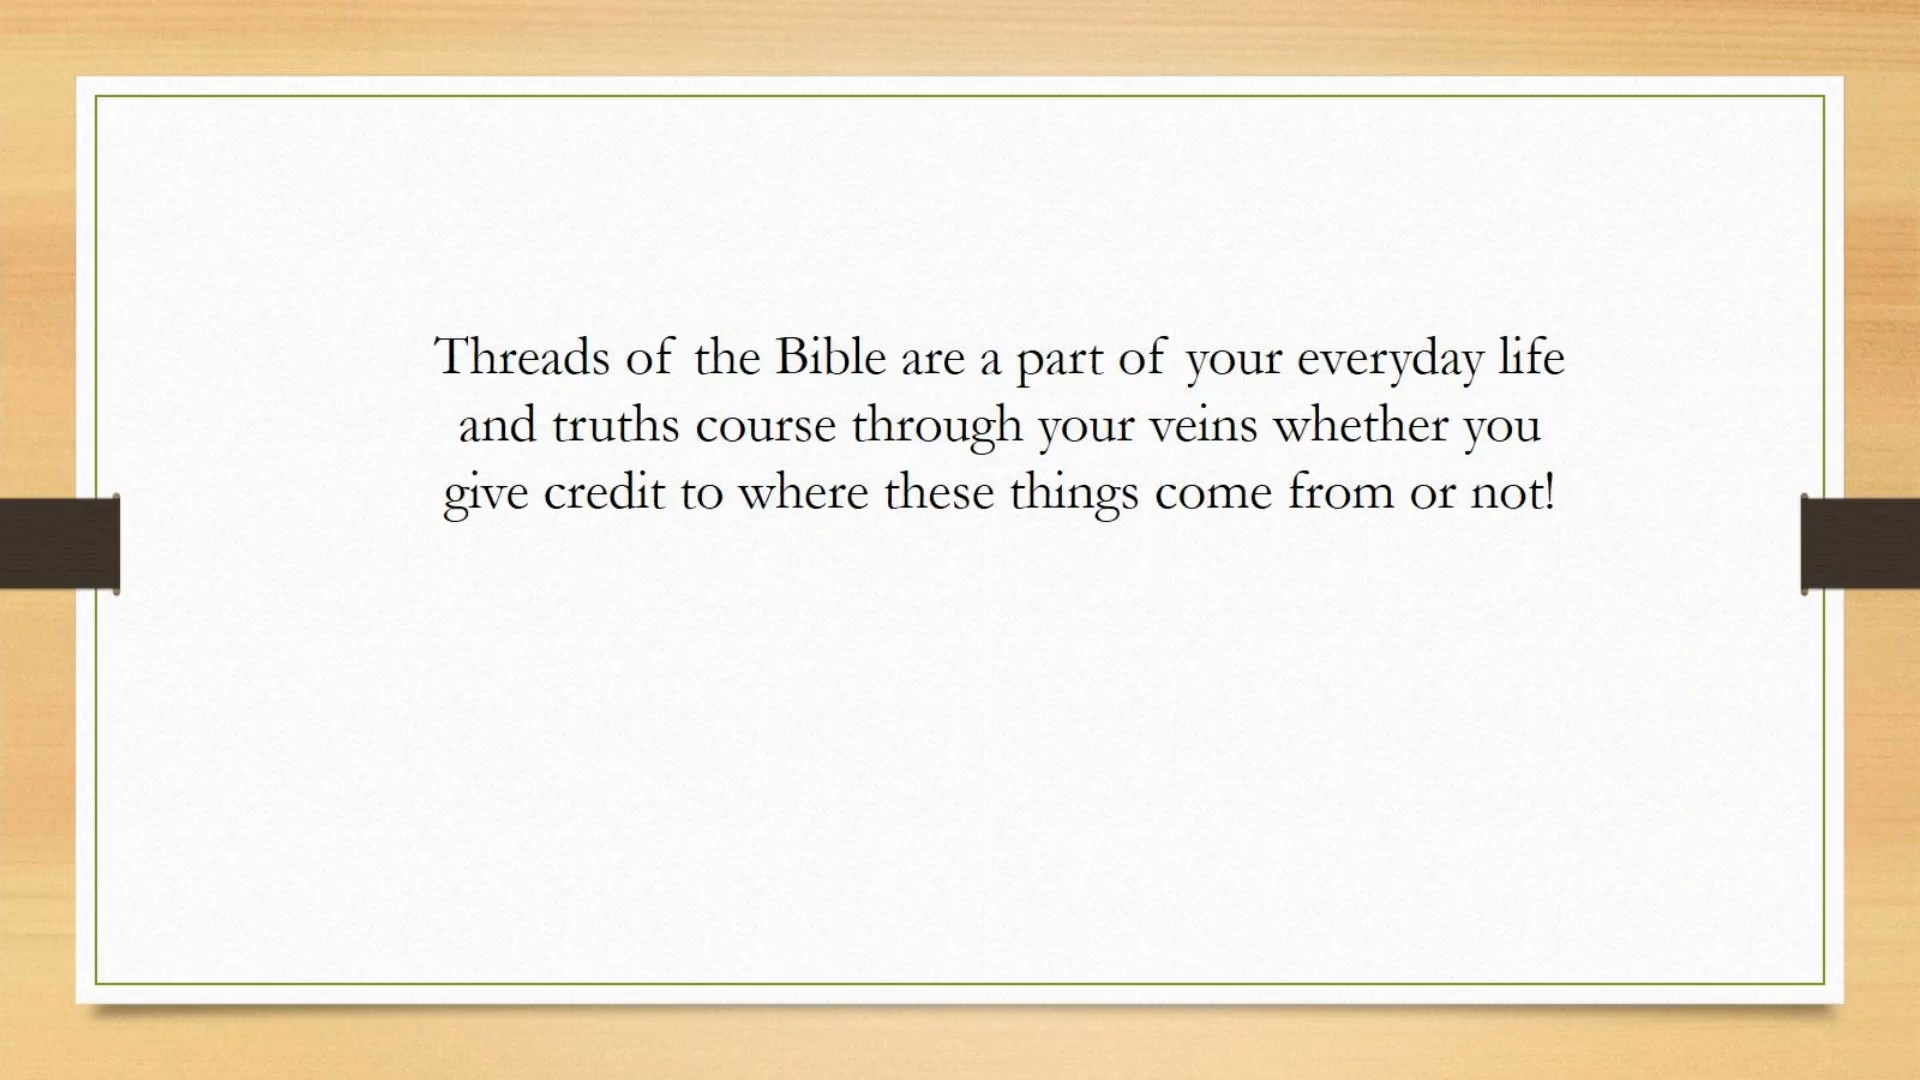 Threads of the Bible are a part of your everyday life
and truths course through your veins whether you
give credit to where these things come from or not!